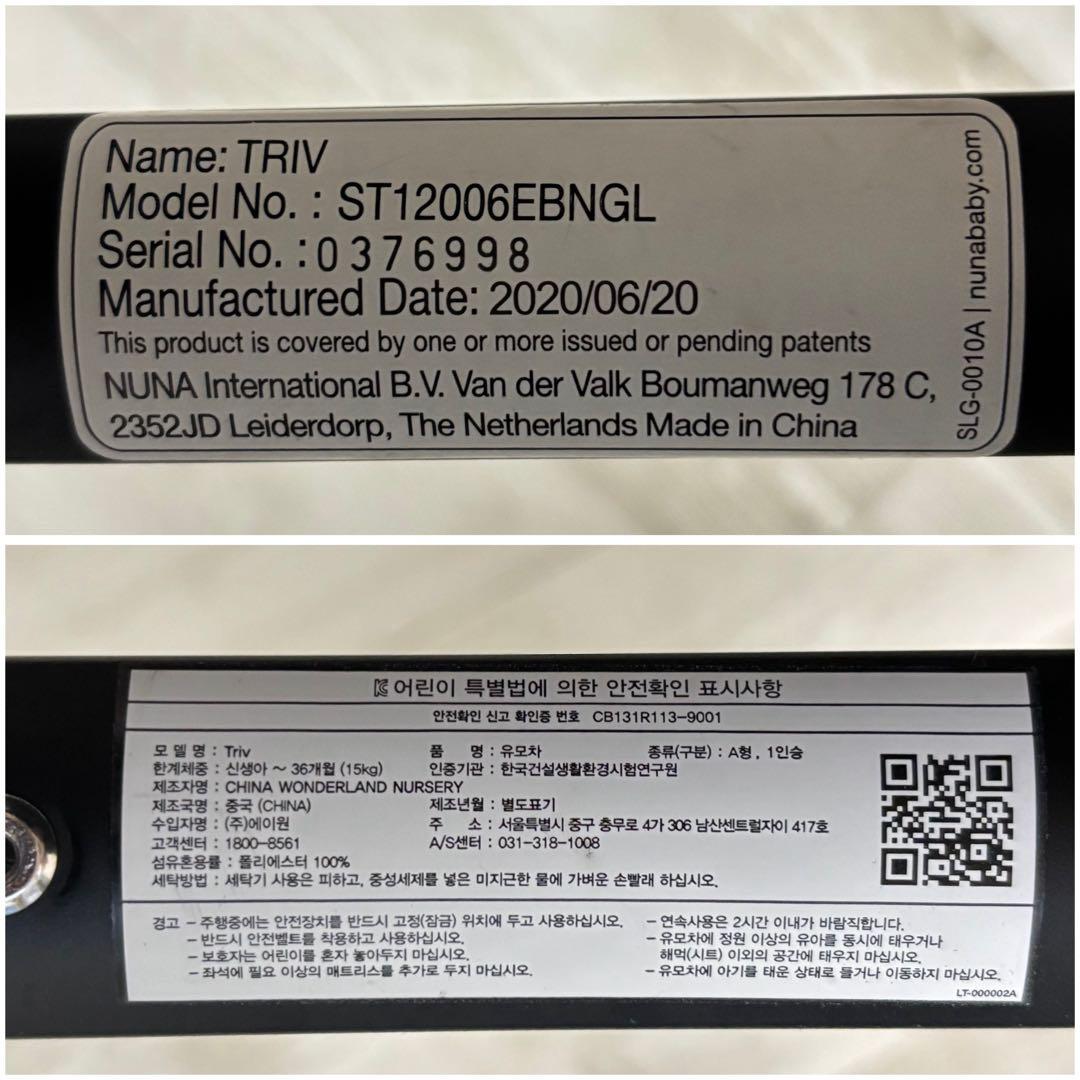 Name: TRIV
Model No. : ST12006EBNGL
Serial No. : 0376998
Manufactured Date: 2020/06/20
This product is covered by one or more issued or pending patents
NUNA International B.V. Van der Valk Boumanweg 178 C,
2352JD Leiderdorp, The Netherlands Made in China
SLG-0010A | nunababy.com
어린이 특별법에 의한 안전확인 표시사항
안전확인 신고 확인증 번호 CB131R113-9001
모 델 명 : Triv 품 명 : 유모차 종류(구분) : A형, 1인승
한계체중 : 신생아 ~ 36개월 (15kg) 인증기관 : 한국건설생활환경시험연구원
제조자명 : CHINA WONDERLAND NURSERY
제조국명 : 중국 (CHINA) 제조년월 : 별도표기
수입자명 : (주)에이원 주 소 : 서울특별시 중구 충무로 4가 306 남산센트럴자이 417호
고객센터 : 1800-8561 A/S센터 : 031-318-1008
섬유혼용률 : 폴리에스터 100%
세탁방법 : 세탁기 사용은 피하고, 중성세제를 넣은 미지근한 물에 가벼운 손빨래 하십시오.
경고 - 주행중에는 안전장치를 반드시 고정(잠금) 위치에 두고 사용하십시오.
- 반드시 안전벨트를 착용하고 사용하십시오.
- 보호자는 어린이를 혼자 놓아두지 마십시오.
- 좌석에 필요 이상의 매트리스를 추가로 두지 마십시오.
- 연속사용은 2시간 이내가 바람직합니다.
- 유모차에 정원 이상의 유아를 동시에 태우거나
해먹(시트) 이외의 공간에 태우지 마십시오.
- 유모차에 아기를 태운 상태로 들거나 이동하지 마십시오.
LT-000002A